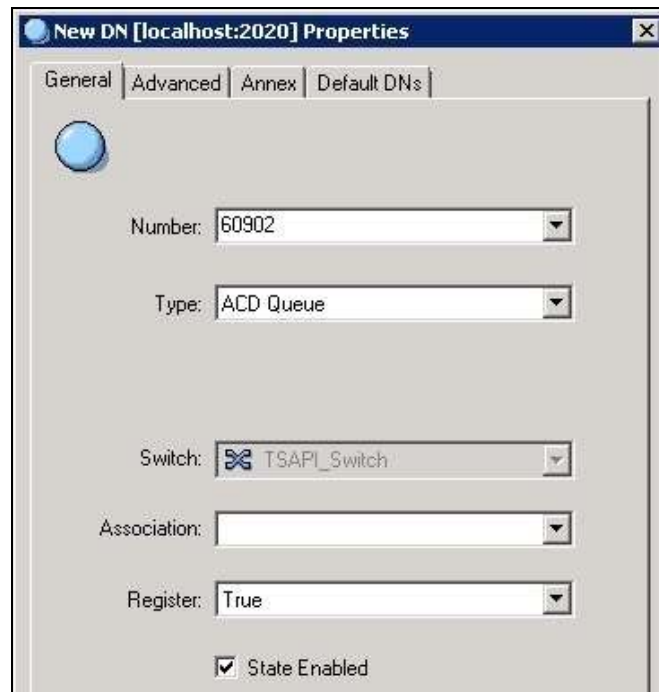 New DN [localhost:2020] Properties
General Advanced Annex Default DNs
Number: 60902
Type: ACD Queue
Switch: TSAPI_Switch
Association:
Register: True
State Enabled